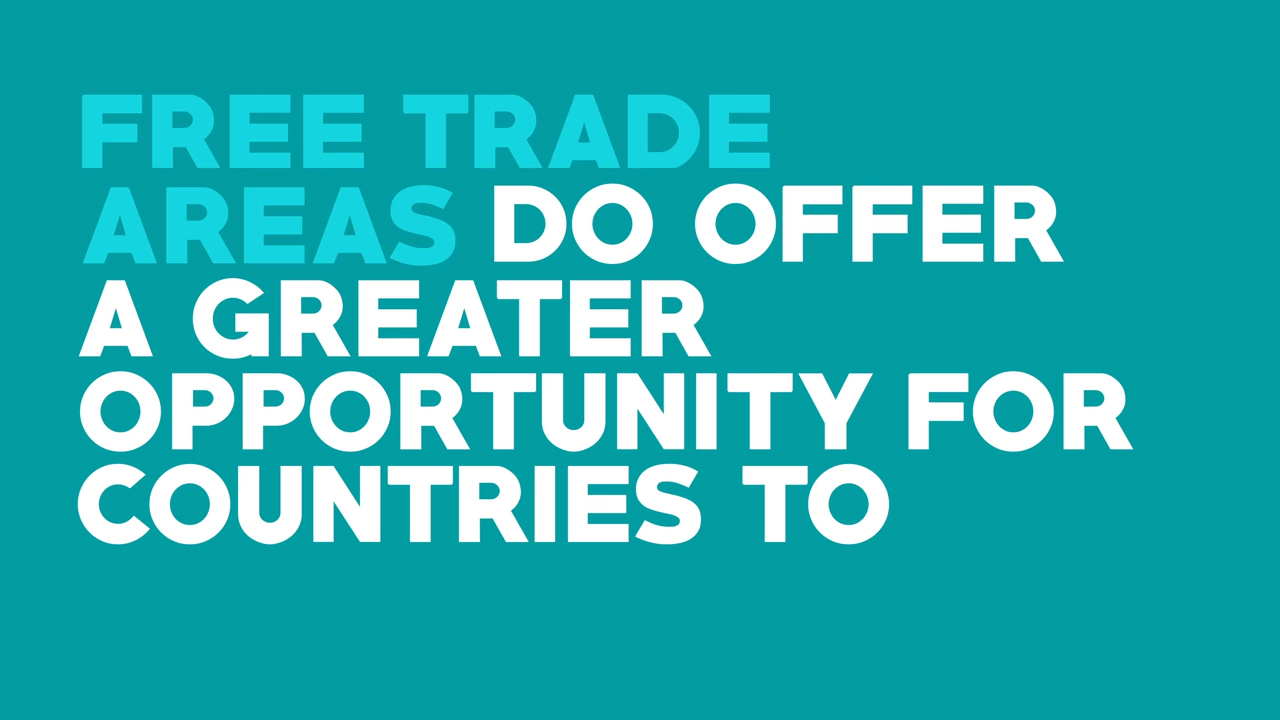 FREE TRADE
AREAS DO OFFER
A GREATER
OPPORTUNITY FOR
COUNTRIES TO